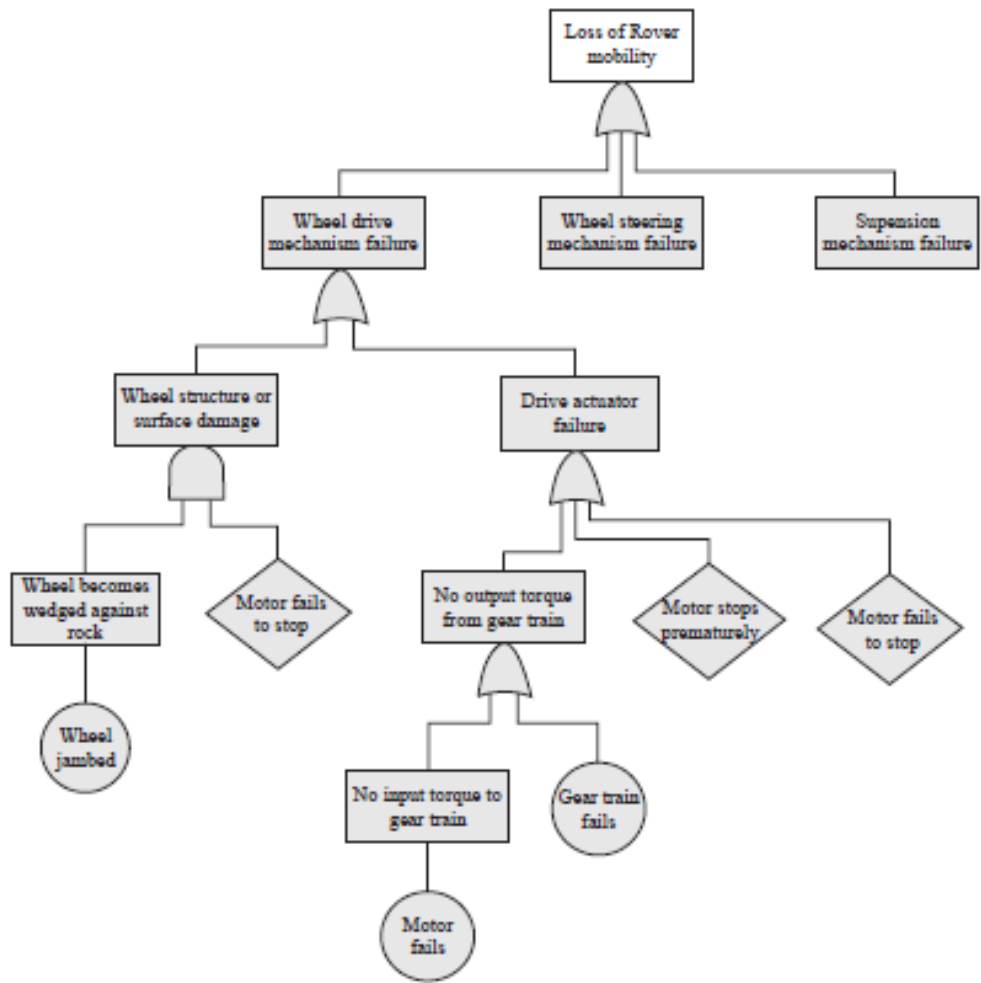 Loss of Rover
mobility
Wheel drive
mechanism failure
Wheel steering
mechanism failure
Supension
mechanism failure
Wheel structure or
surface damage
Drive actuator
failure
Wheel becomes
wedged against
rock
Motor fails
to stop
No output torque
from gear train
Motor stops
prematurely
Motor fails
to stop
Wheel
jambed
No input torque to
gear train
Gear train
fails
Motor
fails